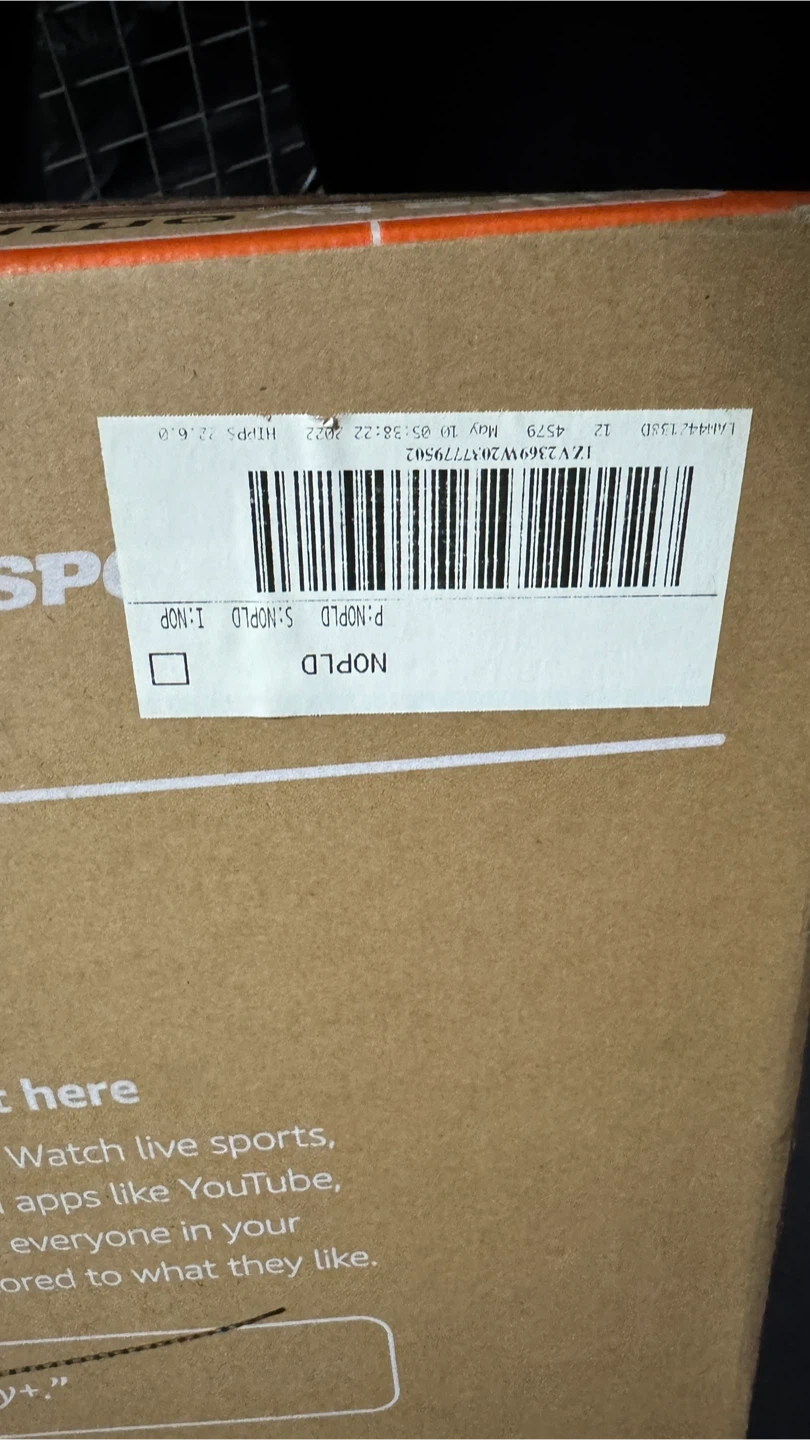 SP
NOPLD
P:NOPLD S:NOPLD I:NOP
1ZV2369W2037779502
12 4579 May 10 05:38:22 2022 HIPPS 22.6.0
here
Watch live sports,
apps like YouTube,
everyone in your
ored to what they like.
y+.”